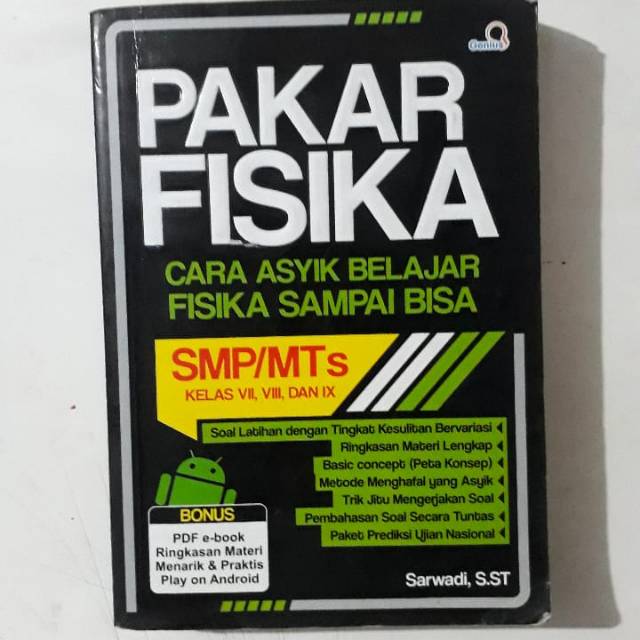 Genius
PAKAR
FISIKA
CARA ASYIK BELAJAR
FISIKA SAMPAI BISA
SMP/MTs
KELAS VII, VIII, DAN IX
Soal Latihan dengan Tingkat Kesulitan Bervariasi
Ringkasan Materi Lengkap
Basic concept (Peta Konsep)
Metode Menghafal yang Asyik
Trik Jitu Mengerjakan Soal
Pembahasan Soal Secara Tuntas
Paket Prediksi Ujian Nasional
BONUS
PDF e-book
Ringkasan Materi
Menarik & Praktis
Play on Android
Sarwadi, S.ST